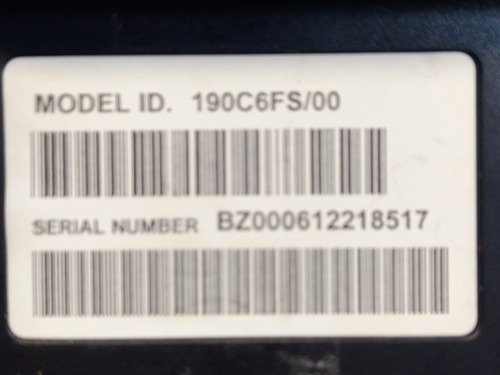 MODEL ID. 190C6FS/00
SERIAL NUMBER BZ000612218517